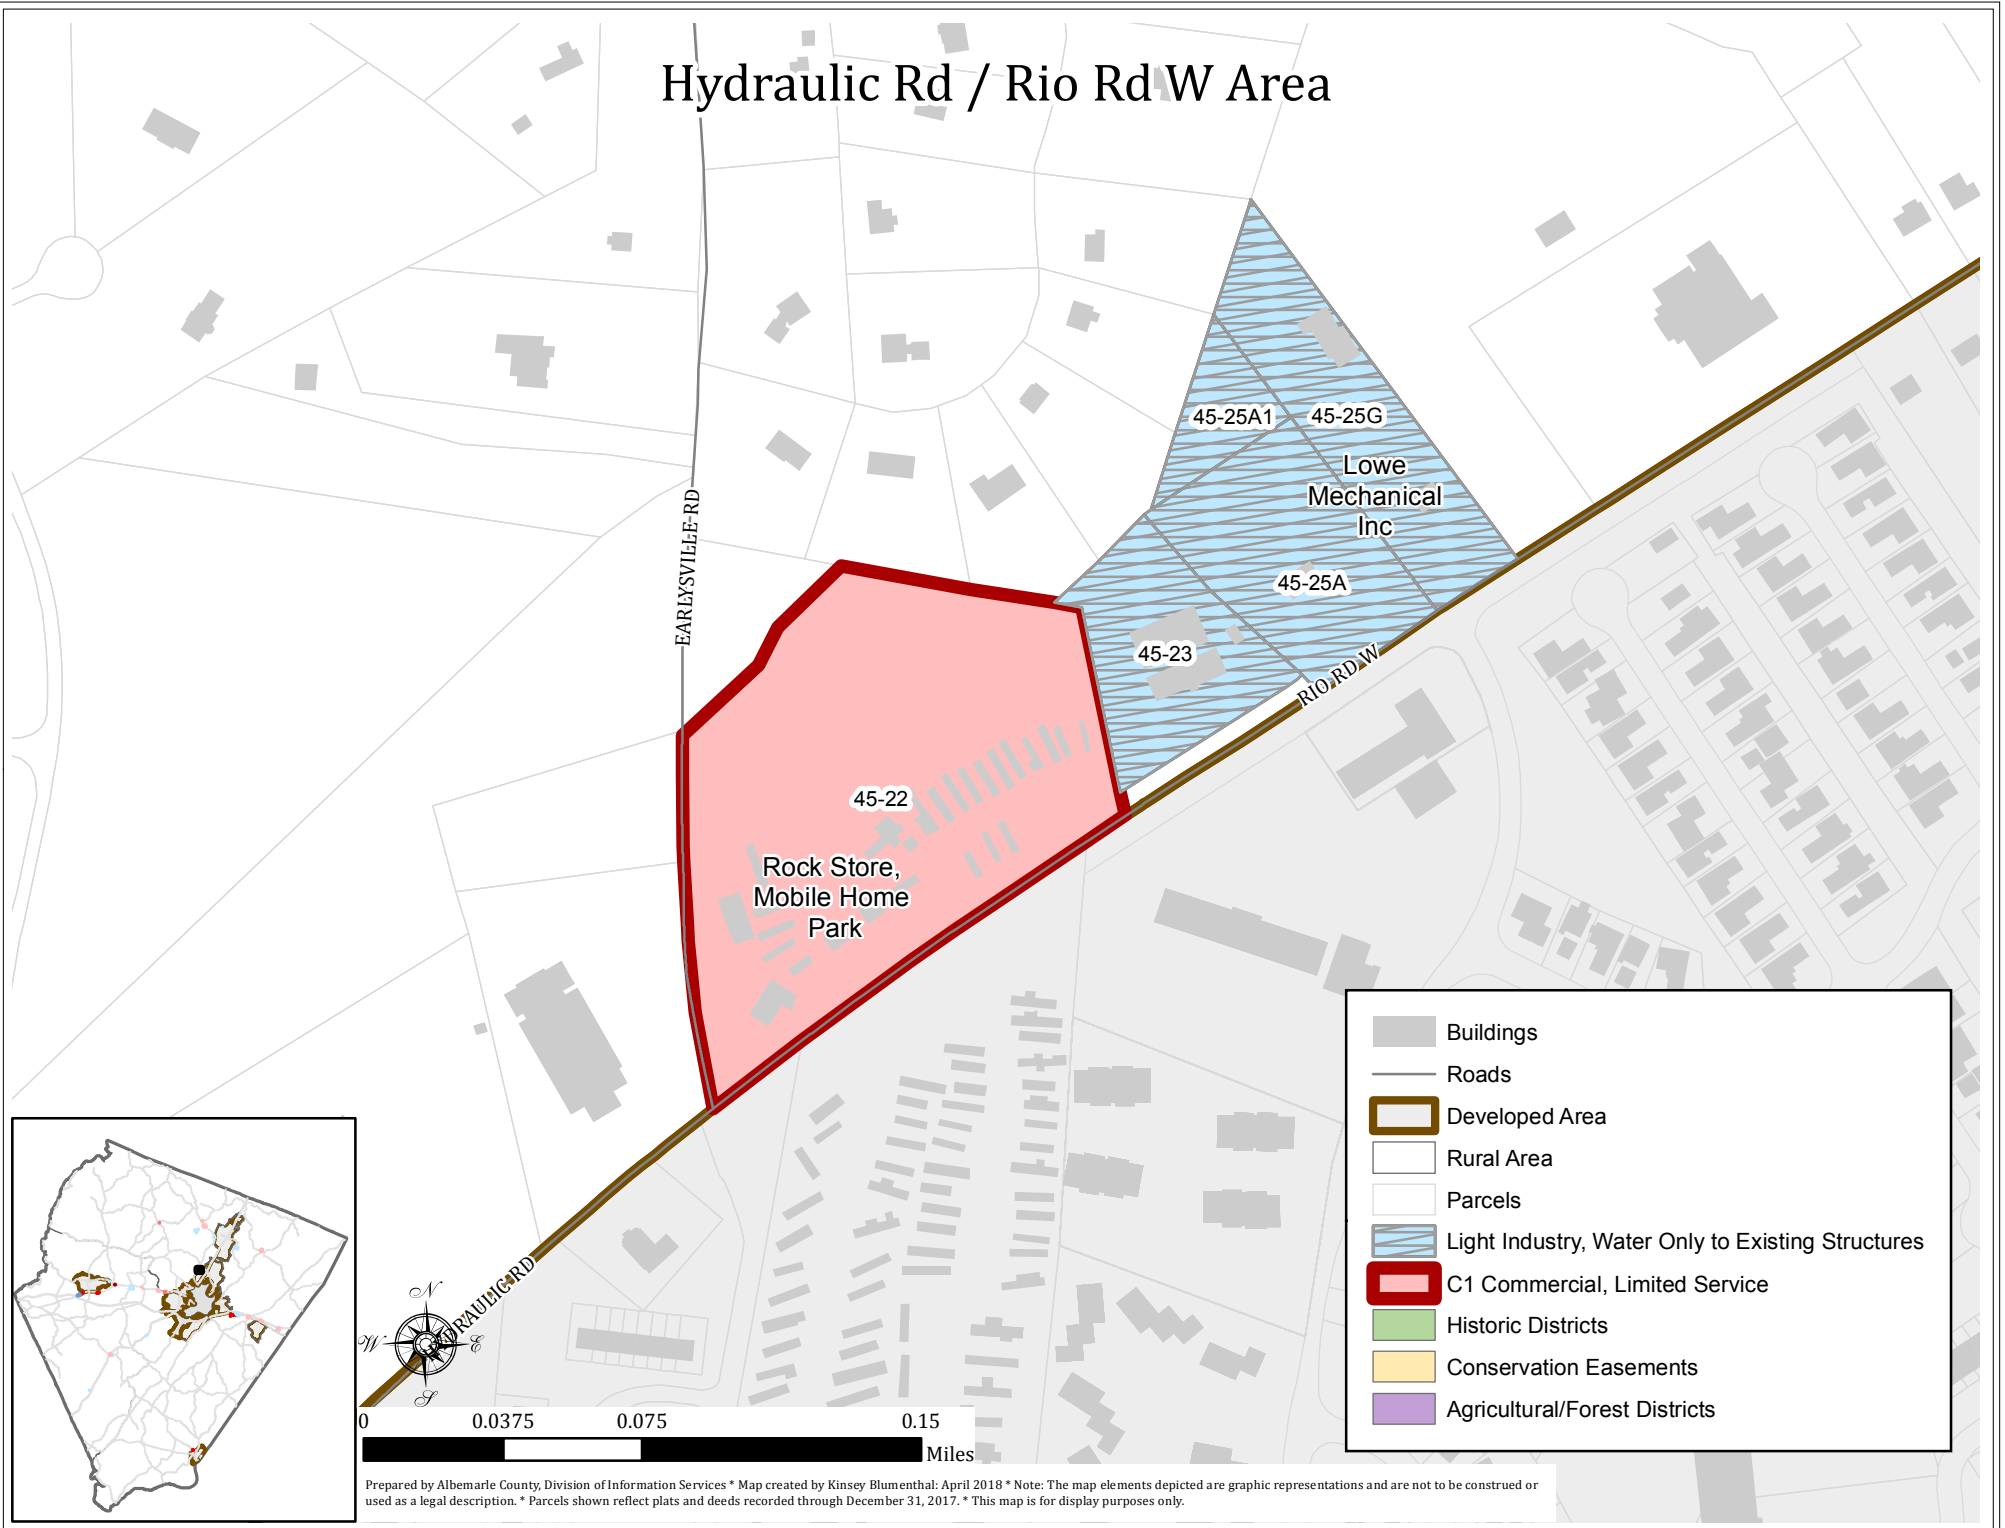 Hydraulic Rd / Rio Rd W Area
45-25A1
45-25G
Lowe
Mechanical
Inc
EARLYSVILLE RD
45-25A
45-23
RIO RD W
45-22
Rock Store,
Mobile Home
Park
DRAULIC RD
N
W
E
S
Buildings
Roads
Developed Area
Rural Area
Parcels
Light Industry, Water Only to Existing Structures
C1 Commercial, Limited Service
Historic Districts
Conservation Easements
Agricultural/Forest Districts
0 0.0375 0.075 0.15
Miles
Prepared by Albemarle County, Division of Information Services * Map created by Kinsey Blumenthal: April 2018 * Note: The map elements depicted are graphic representations and are not to be construed or
used as a legal description. * Parcels shown reflect plats and deeds recorded through December 31, 2017. * This map is for display purposes only.